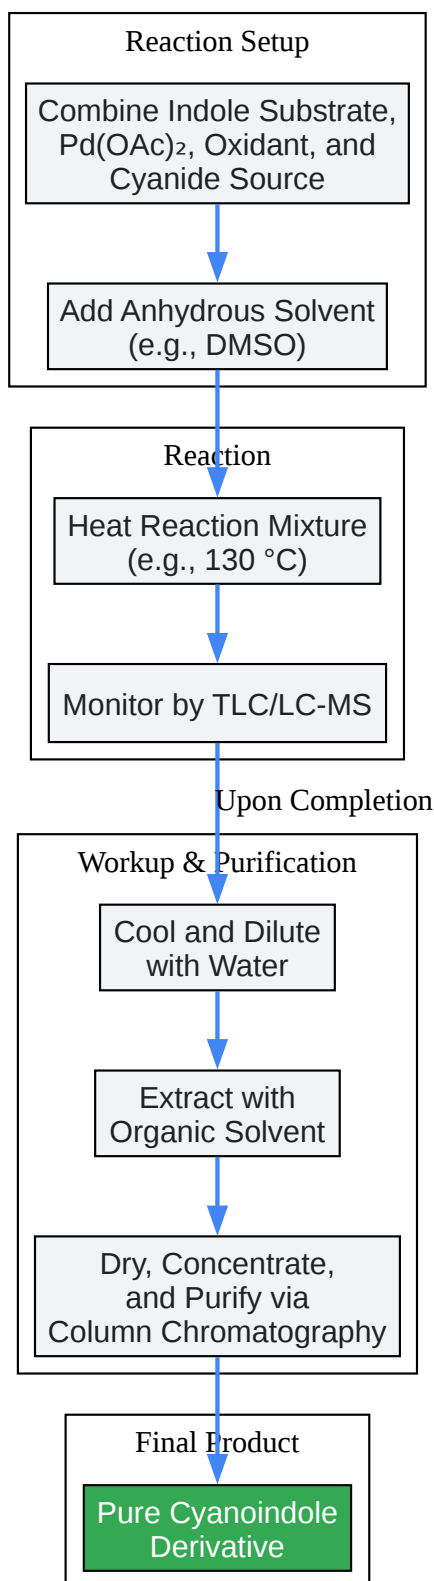 Reaction Setup
Combine Indole Substrate,
Pd(OAc)₂, Oxidant, and
Cyanide Source
Add Anhydrous Solvent
(e.g., DMSO)
Reaction
Heat Reaction Mixture
(e.g., 130 °C)
Monitor by TLC/LC-MS
Upon Completion
Workup & Purification
Cool and Dilute
with Water
Extract with
Organic Solvent
Dry, Concentrate,
and Purify via
Column Chromatography
Final Product
Pure Cyanoindole
Derivative